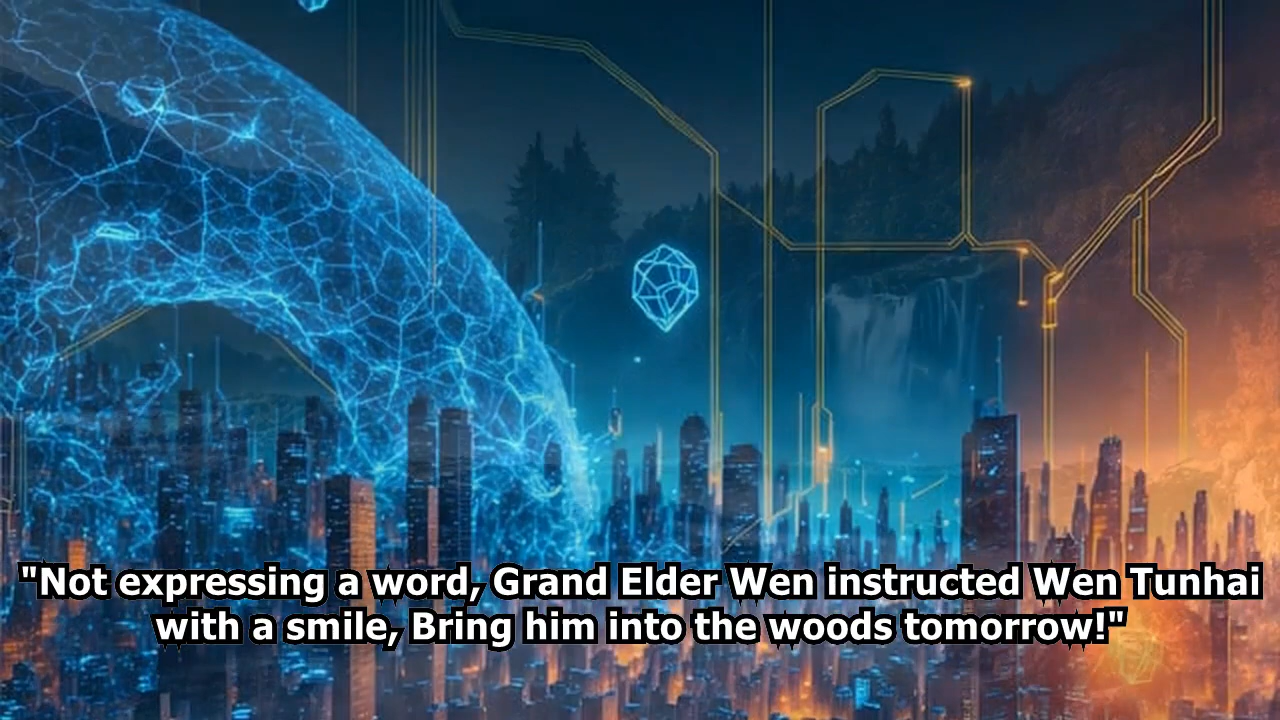 "Not expressing a word, Grand Elder Wen instructed Wen Tunhai
with a smile, Bring him into the woods tomorrow!"